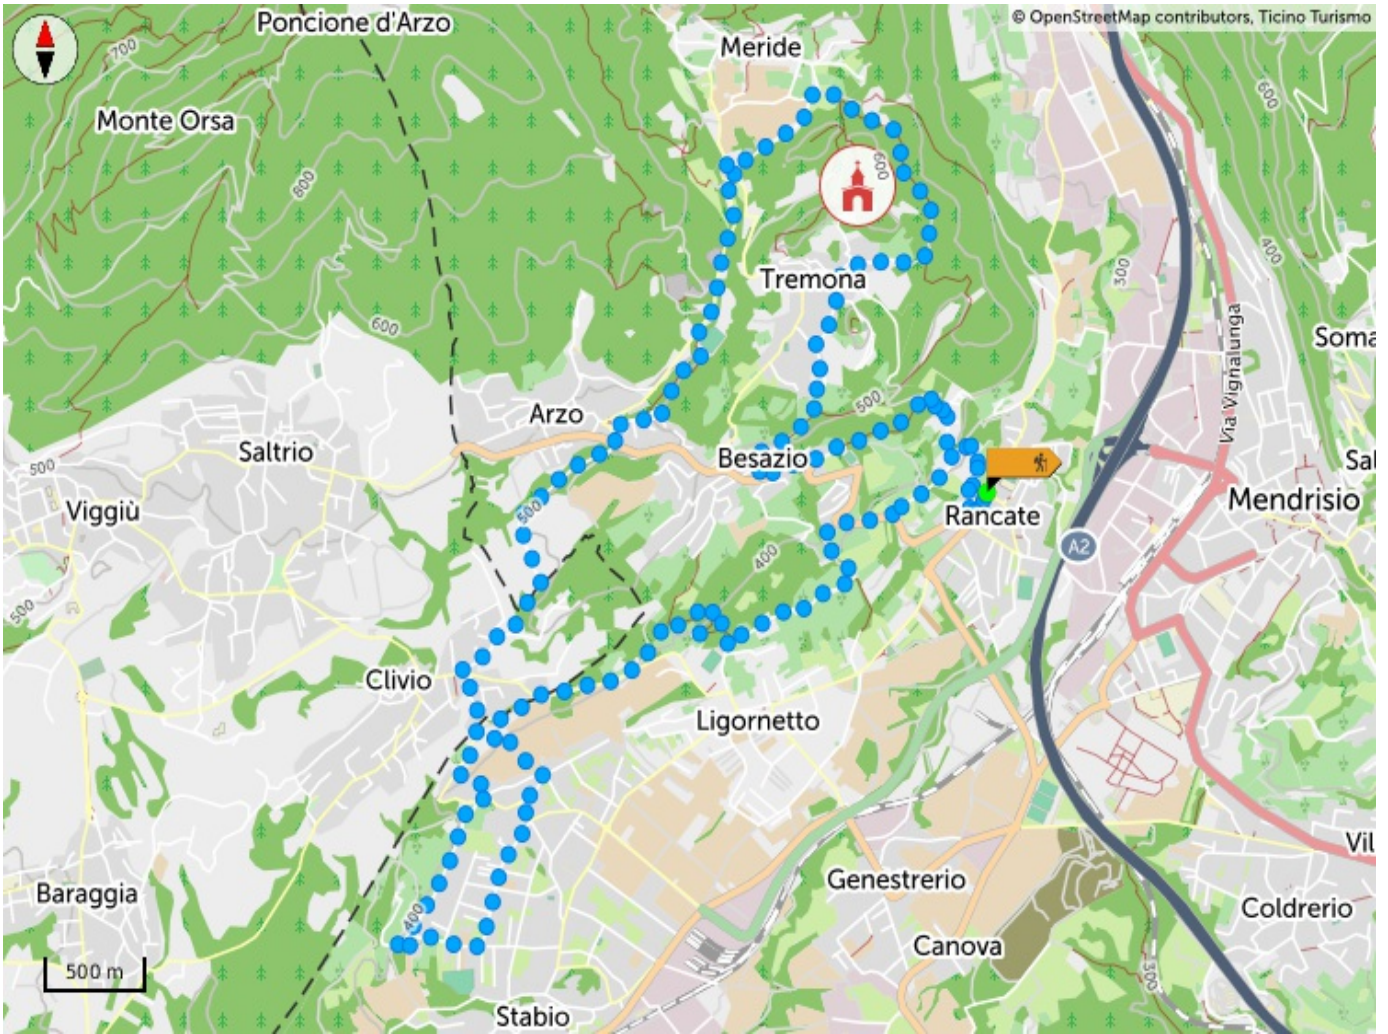 © OpenStreetMap contributors, Ticino Turismo
Poncione d'Arzo
Meride
700
600
Monte Orsa
600
800
400
300
Tremona
600
Soma
Via Vignalunga
500
Arzo
Saltrio
Besazio
Sal
500
Viggiù
Mendrisio
500
Rancate
A2
400
500
Clivio
Ligornetto
Vil
Genestrerio
Baraggia
Coldrerio
400
Canova
500 m
300
Stabio